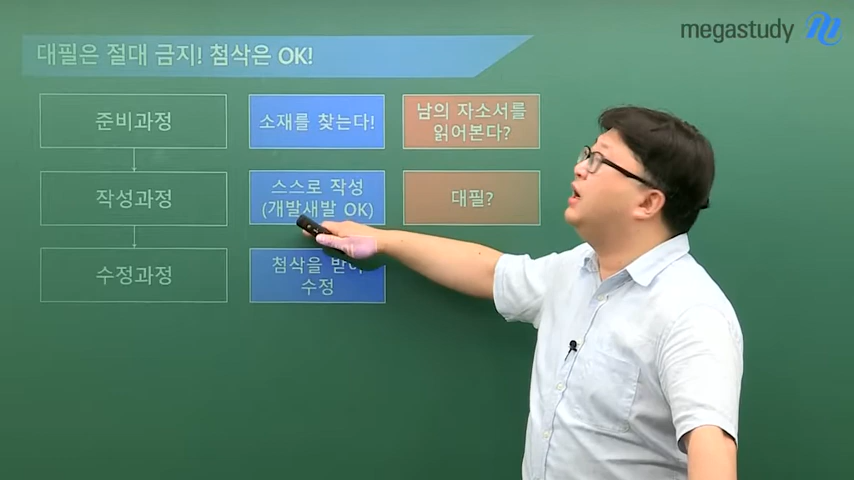 megastudy
대필은 절대 금지! 첨삭은 OK!
준비과정
소재를 찾는다!
남의 자소서를
읽어본다?
작성과정
스스로 작성
(개발새발 OK)
대필?
수정과정
첨삭을 받아
수정